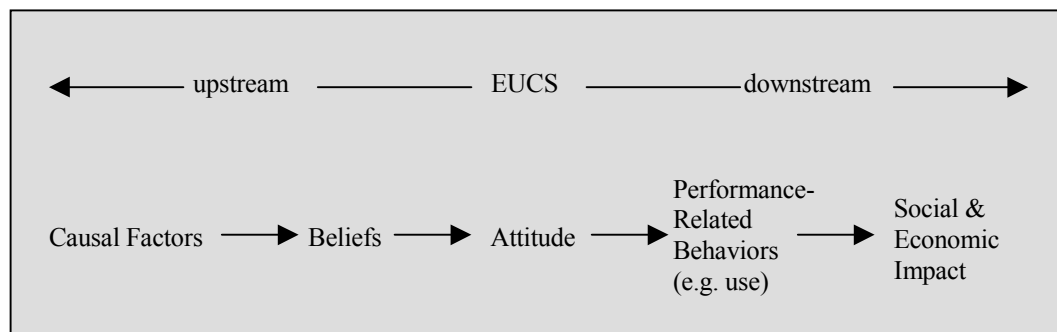 upstream EUCS downstream
Performance-
Related
Behaviors
(e.g. use)
Social &
Economic
Impact
Causal Factors Beliefs Attitude